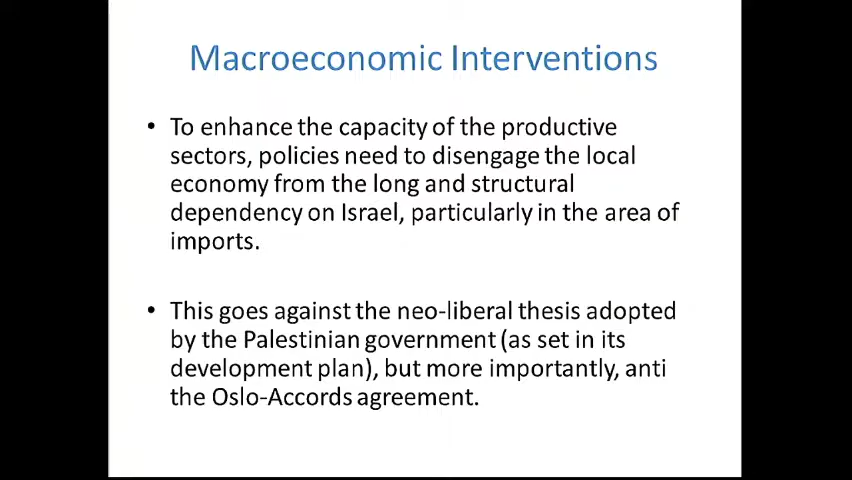 Macroeconomic Interventions
• To enhance the capacity of the productive
sectors, policies need to disengage the local
economy from the long and structural
dependency on Israel, particularly in the area of
imports.
• This goes against the neo-liberal thesis adopted
by the Palestinian government (as set in its
development plan), but more importantly, anti
the Oslo-Accords agreement.